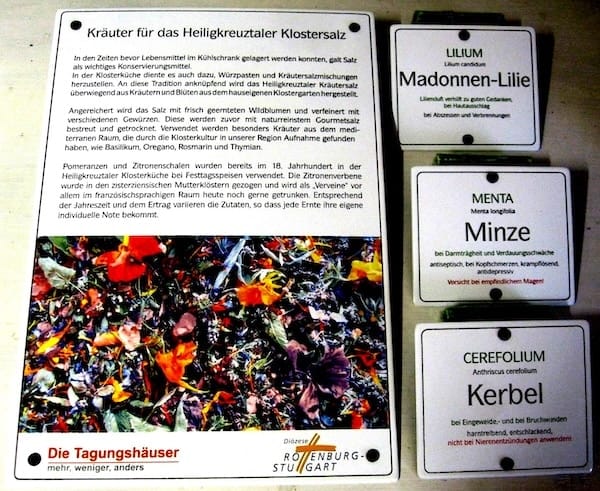 Kräuter für das Heiligkreuztaler Klostersalz
In den Zeiten bevor Lebensmittel im Kühlschrank gelagert werden konnten, galt Salz
als wichtiges Konservierungsmittel.
In der Klosterküche diente es auch dazu, Würzpasten und Kräutersalzmischungen
herzustellen. An diese Tradition anknüpfend wird das Heiligkreuztaler Kräutersalz
überwiegend aus Kräutern und Blüten aus dem hauseigenen Klostergarten hergestellt.
Angereichert wird das Salz mit frisch geernteten Wildblumen und verfeinert mit
verschiedenen Gewürzen. Diese werden zuvor mit naturreinstem Gourmetsalz
bestreut und getrocknet. Verwendet werden besonders Kräuter aus dem medi-
terranen Raum, die durch die Klosterkultur in unserer Region Aufnahme gefunden
haben, wie Basilikum, Oregano, Rosmarin und Thymian.
Pomeranzen und Zitronenschalen wurden bereits im 18. Jahrhundert in der
Heiligkreuztaler Klosterküche bei Festtagsspeisen verwendet. Die Zitronenverbene
wurde in den zisterziensischen Mutterklöstern gezogen und wird als „Verveine" vor
allem im französischsprachigen Raum heute noch gerne getrunken. Entsprechend
der Jahreszeit und dem Ertrag variieren die Zutaten, so dass jede Ernte ihre eigene
individuelle Note bekommt.
Die Tagungshäuser
mehr, weniger, anders
Diözese
ROTTENBURG-
STUTTGART
LILIUM
Lilium candidum
Madonnen-Lilie
Lilienduft verhilft zu guten Gedanken,
bei Hautausschlag
bei Abszessen und Verbrennungen
MENTA
Menta longifolia
Minze
bei Darmträgheit und Verdauungsschwäche
antiseptisch, bei Kopfschmerzen, krampflösend,
antidepressiv
Vorsicht bei empfindlichem Magen!
CEREFOLIUM
Anthriscus cerefolium
Kerbel
bei Eingeweide,- und bei Bruchwunden
harntreibend, entschlackend,
nicht bei Nierenentzündungen anwenden!